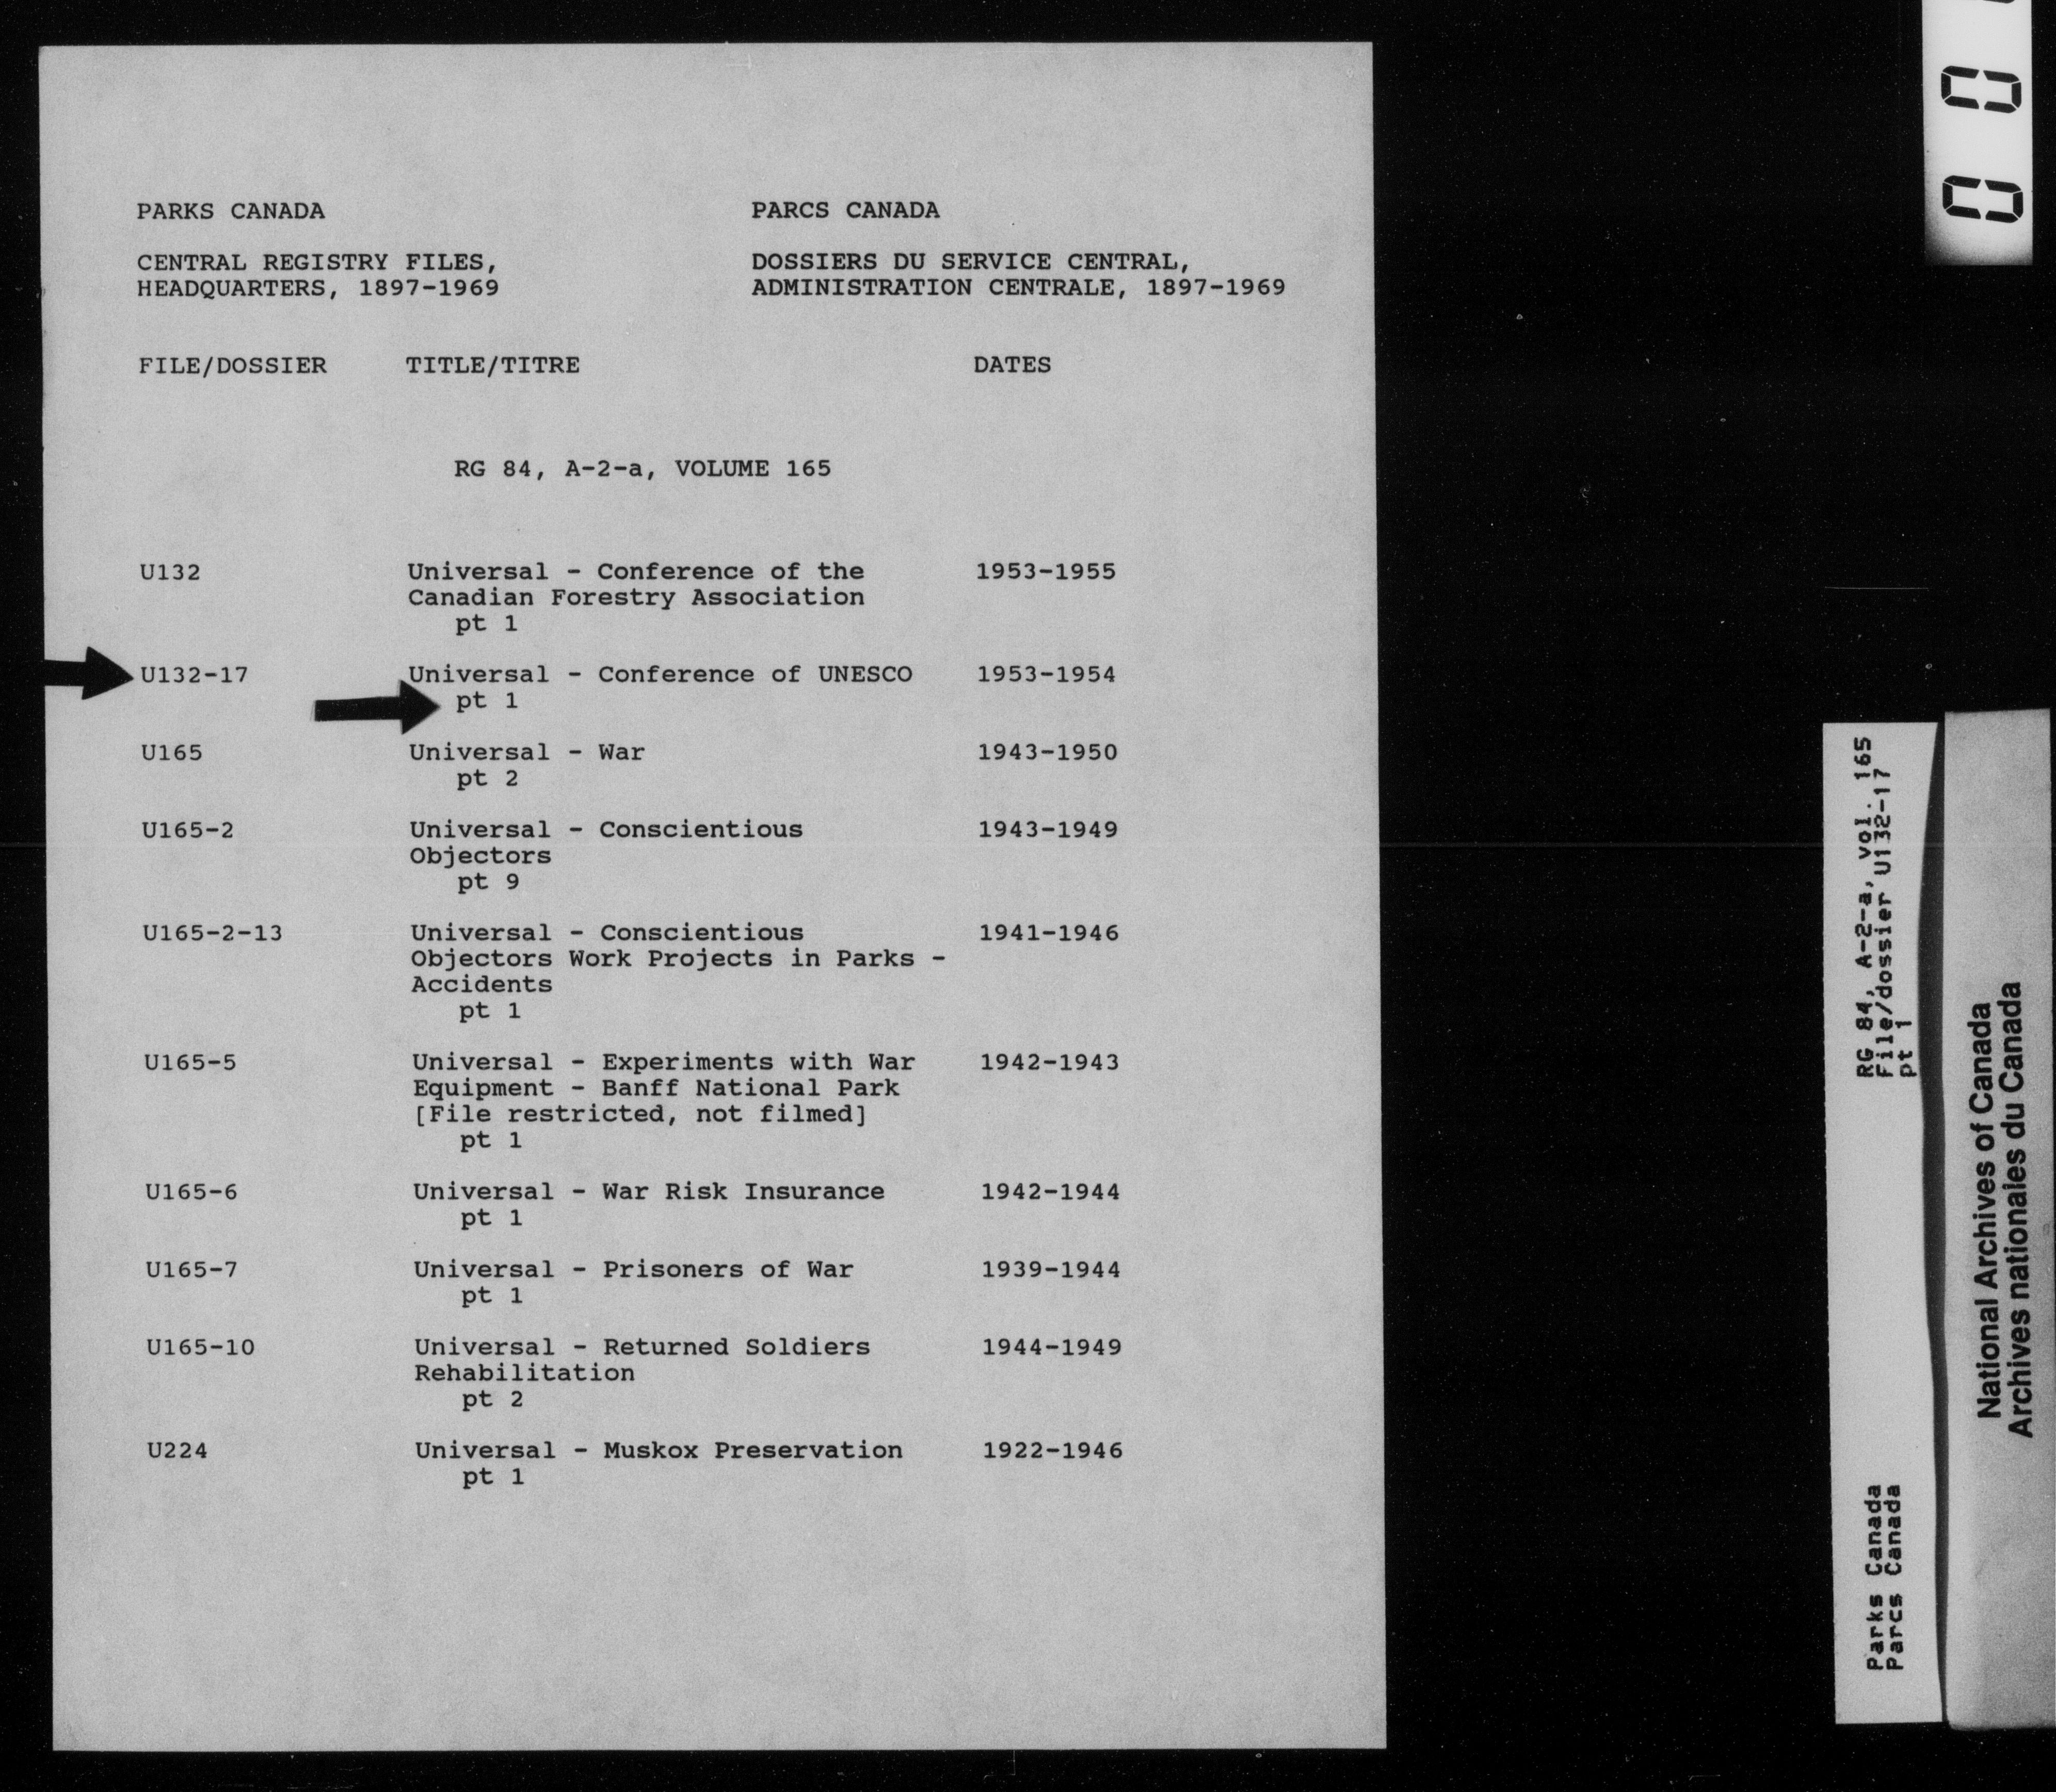 PARKS CANADA
CENTRAL REGISTRY FILES,
HEADQUARTERS, 1897-1969
PARCS CANADA
DOSSIERS DU SERVICE CENTRAL,
ADMINISTRATION CENTRALE, 1897-1969
FILE/DOSSIER TITLE/TITRE DATES
RG 84, A-2-a, VOLUME 165
U132 Universal - Conference of the 1953-1955
Canadian Forestry Association
pt 1
U132-17 Universal - Conference of UNESCO 1953-1954
pt 1
U165 Universal - War 1943-1950
pt 2
U165-2 Universal - Conscientious 1943-1949
Objectors
pt 9
U165-2-13 Universal - Conscientious 1941-1946
Objectors Work Projects in Parks -
Accidents
pt 1
U165-5 Universal - Experiments with War 1942-1943
Equipment - Banff National Park
[File restricted, not filmed]
pt 1
U165-6 Universal - War Risk Insurance 1942-1944
pt 1
U165-7 Universal - Prisoners of War 1939-1944
pt 1
U165-10 Universal - Returned Soldiers 1944-1949
Rehabilitation
pt 2
U224 Universal - Muskox Preservation 1922-1946
pt 1
RG 84, A-2-a, vol. 165
File/dossier U132-17
pt 1
Parks Canada
Parcs Canada
National Archives of Canada
Archives nationales du Canada
0 0